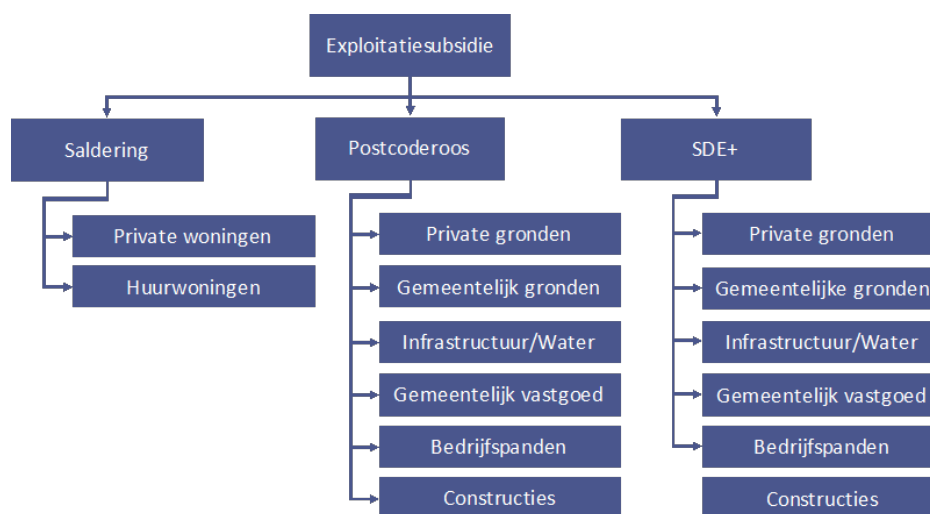 Exploitatiesubsidie
Saldering
Private woningen
Huurwoningen
Postcoderoos
Private gronden
Gemeentelijk gronden
Infrastructuur/Water
Gemeentelijk vastgoed
Bedrijfspanden
Constructies
SDE+
Private gronden
Gemeentelijke gronden
Infrastructuur/Water
Gemeentelijk vastgoed
Bedrijfspanden
Constructies